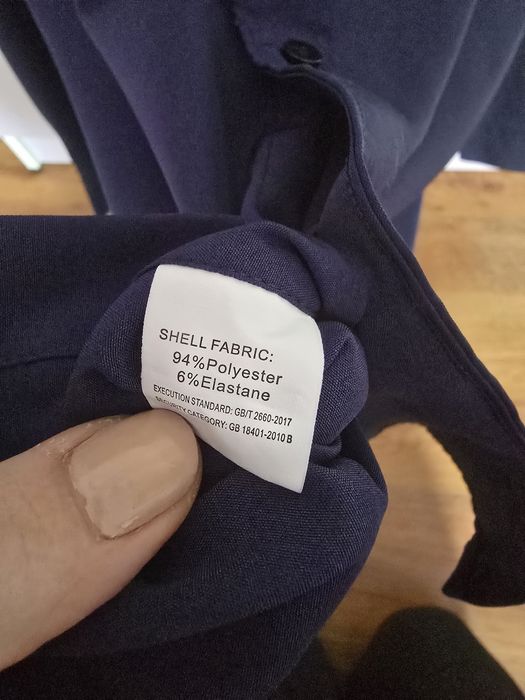 SHELL FABRIC:
94%Polyester
6%Elastane
EXECUTION STANDARD: GB/T 2660-2017
SECURITY CATEGORY: GB 18401-2010 B